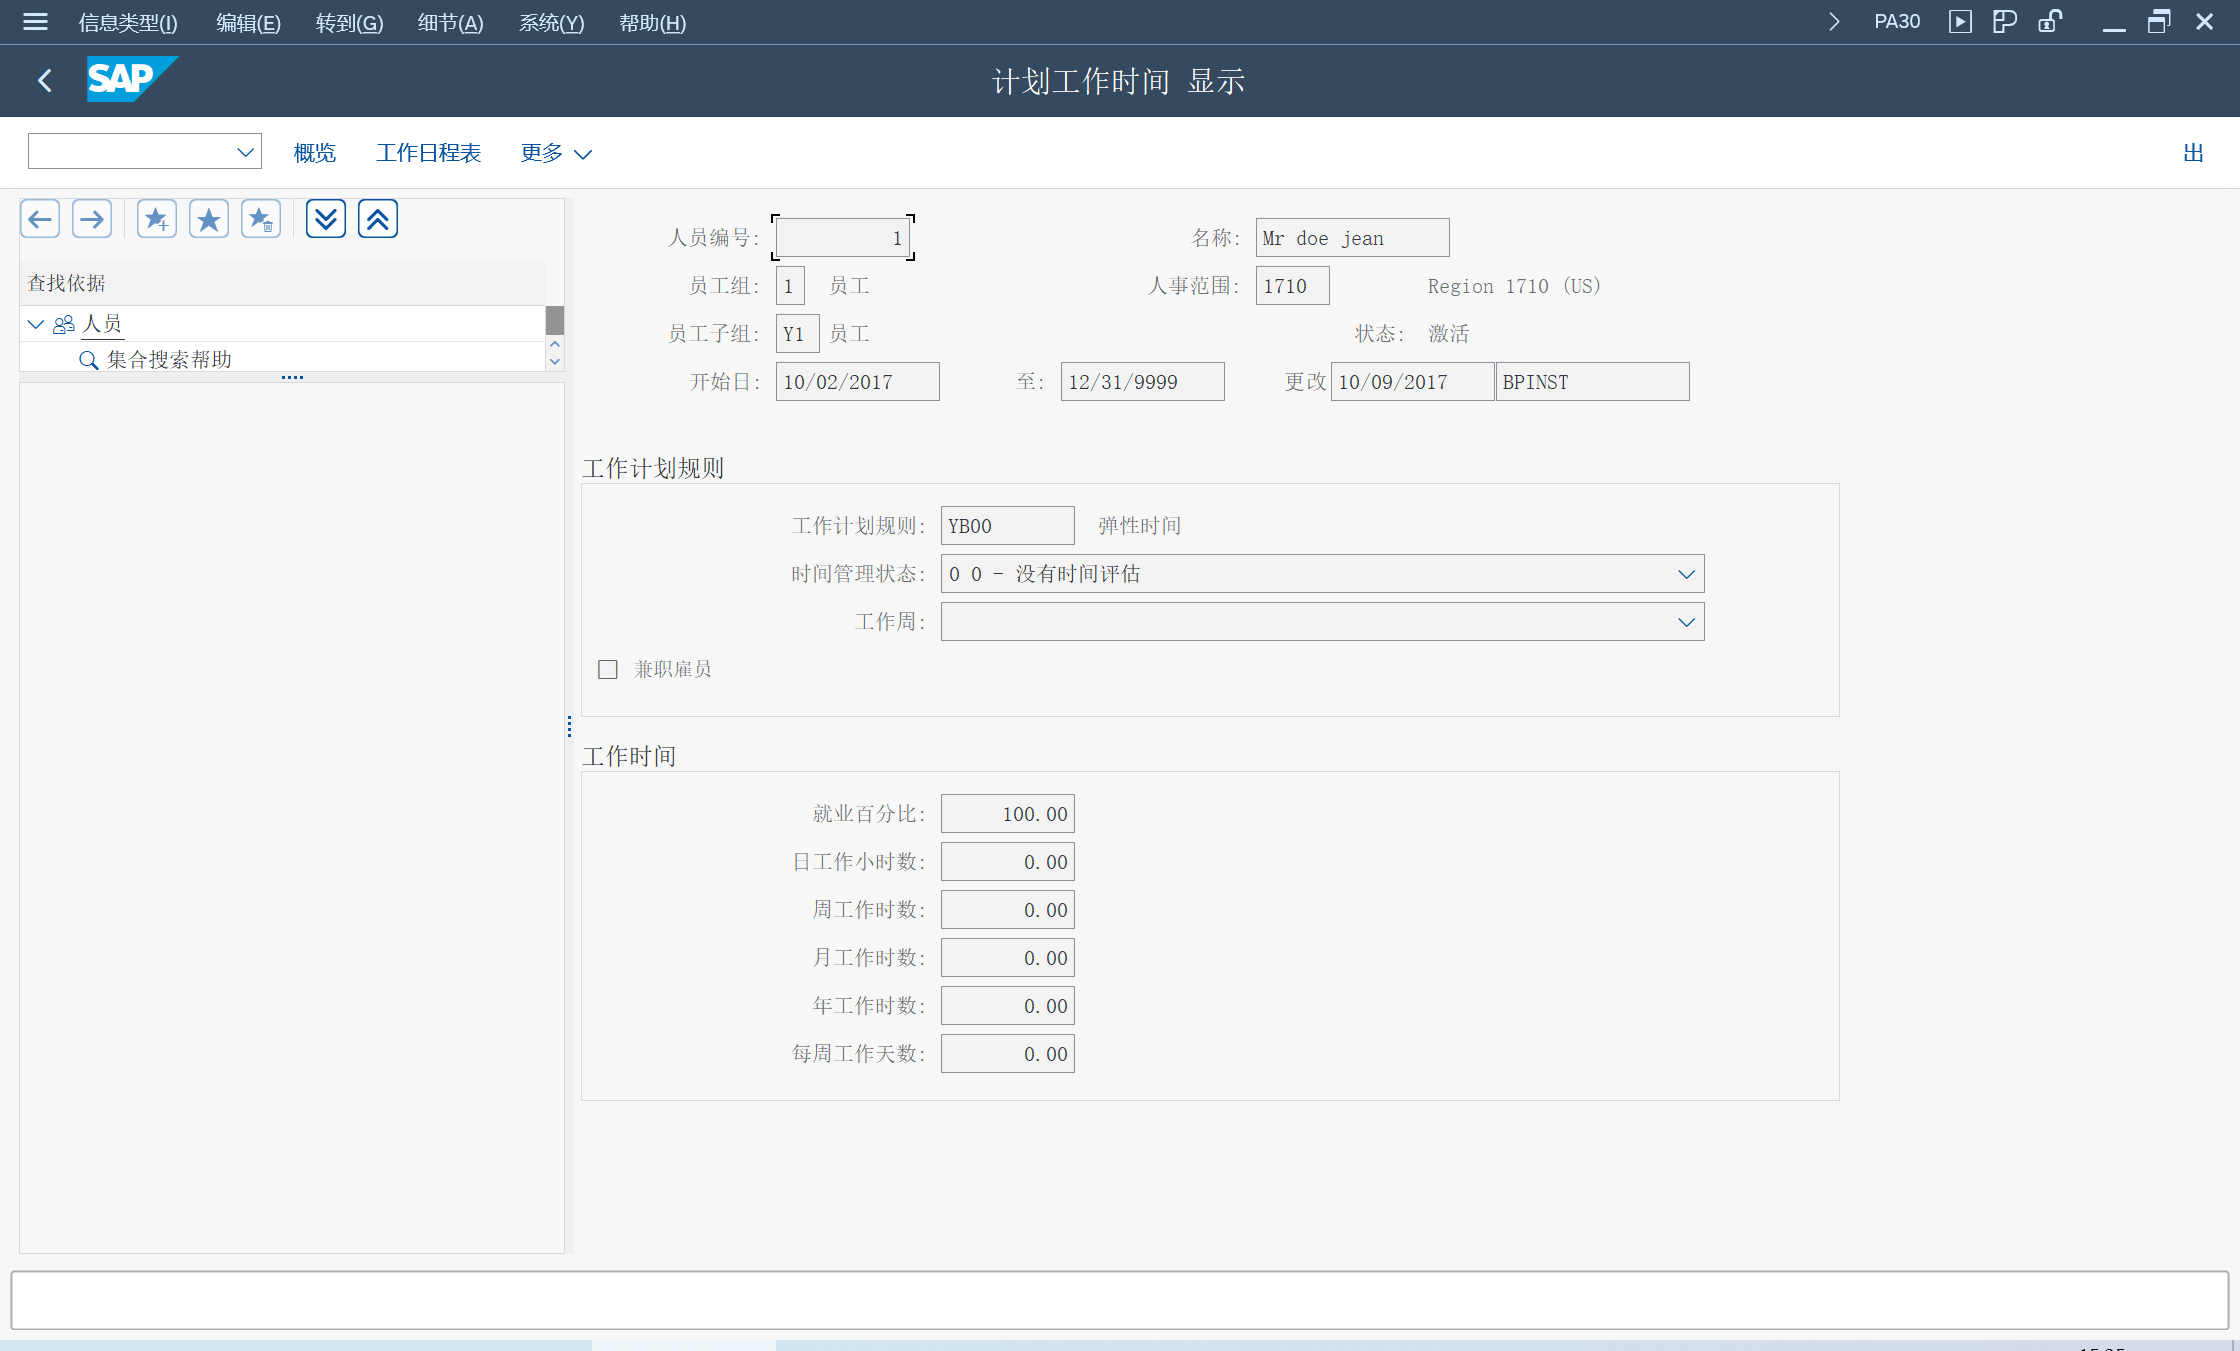 信息类型(I) 编辑(E) 转到(G) 细节(A) 系统(Y) 帮助(H) PA30
SAP 计划工作时间 显示
概览 工作日程表 更多 出
查找依据
人员
集合搜索帮助
人员编号: 1 名称: Mr doe jean
员工组: 1 员工 人事范围: 1710 Region 1710 (US)
员工子组: Y1 员工 状态: 激活
开始日: 10/02/2017 至: 12/31/9999 更改 10/09/2017 BPINST
工作计划规则
工作计划规则: YB00 弹性时间
时间管理状态: 0 0 - 没有时间评估
工作周:
兼职雇员
工作时间
就业百分比: 100.00
日工作小时数: 0.00
周工作时数: 0.00
月工作时数: 0.00
年工作时数: 0.00
每周工作天数: 0.00